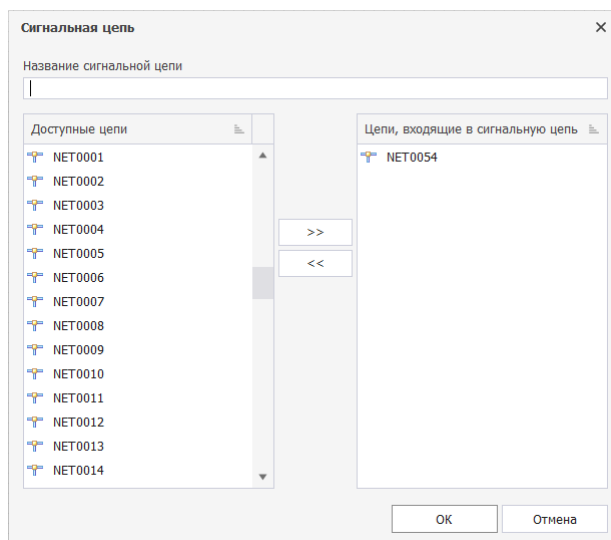 Сигнальная цепь
Название сигнальной цепи
Доступные цепи
NET0001
NET0002
NET0003
NET0004
NET0005
NET0006
NET0007
NET0008
NET0009
NET0010
NET0011
NET0012
NET0013
NET0014
>>
<<
Цепи, входящие в сигнальную цепь
NET0054
ОК
Отмена